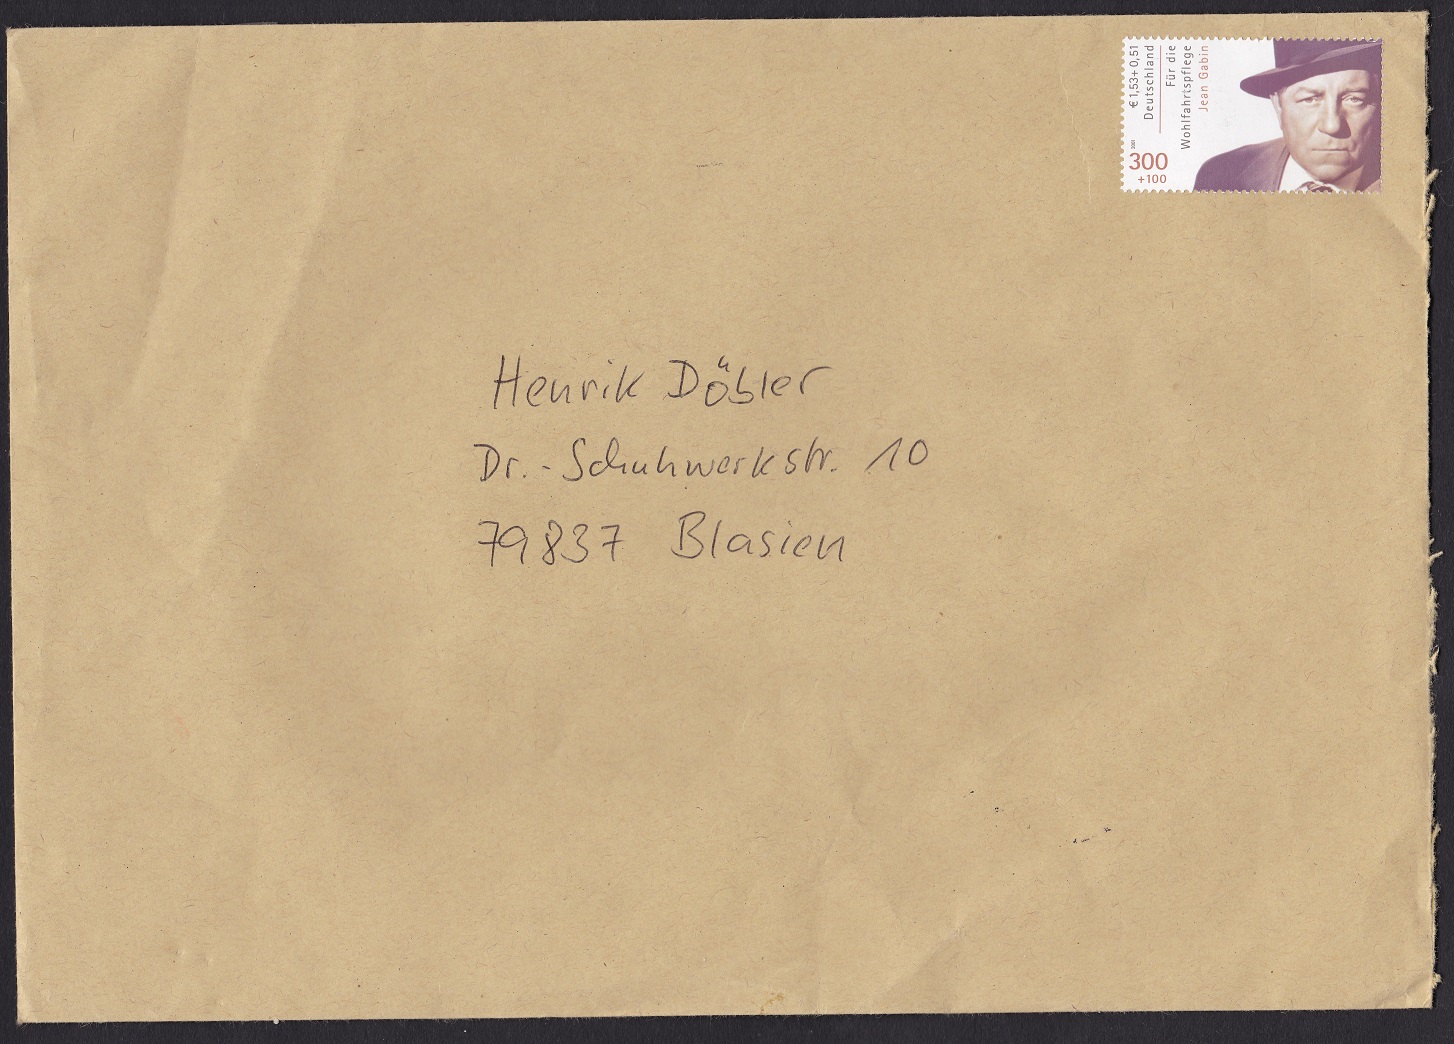 € 1,53 + 0,51
Deutschland
Für die
Wohlfahrtspflege
Jean Gabin
300
+100
Henrik Döbler
Dr.-Schuhwerkstr. 10
79837 Blasien